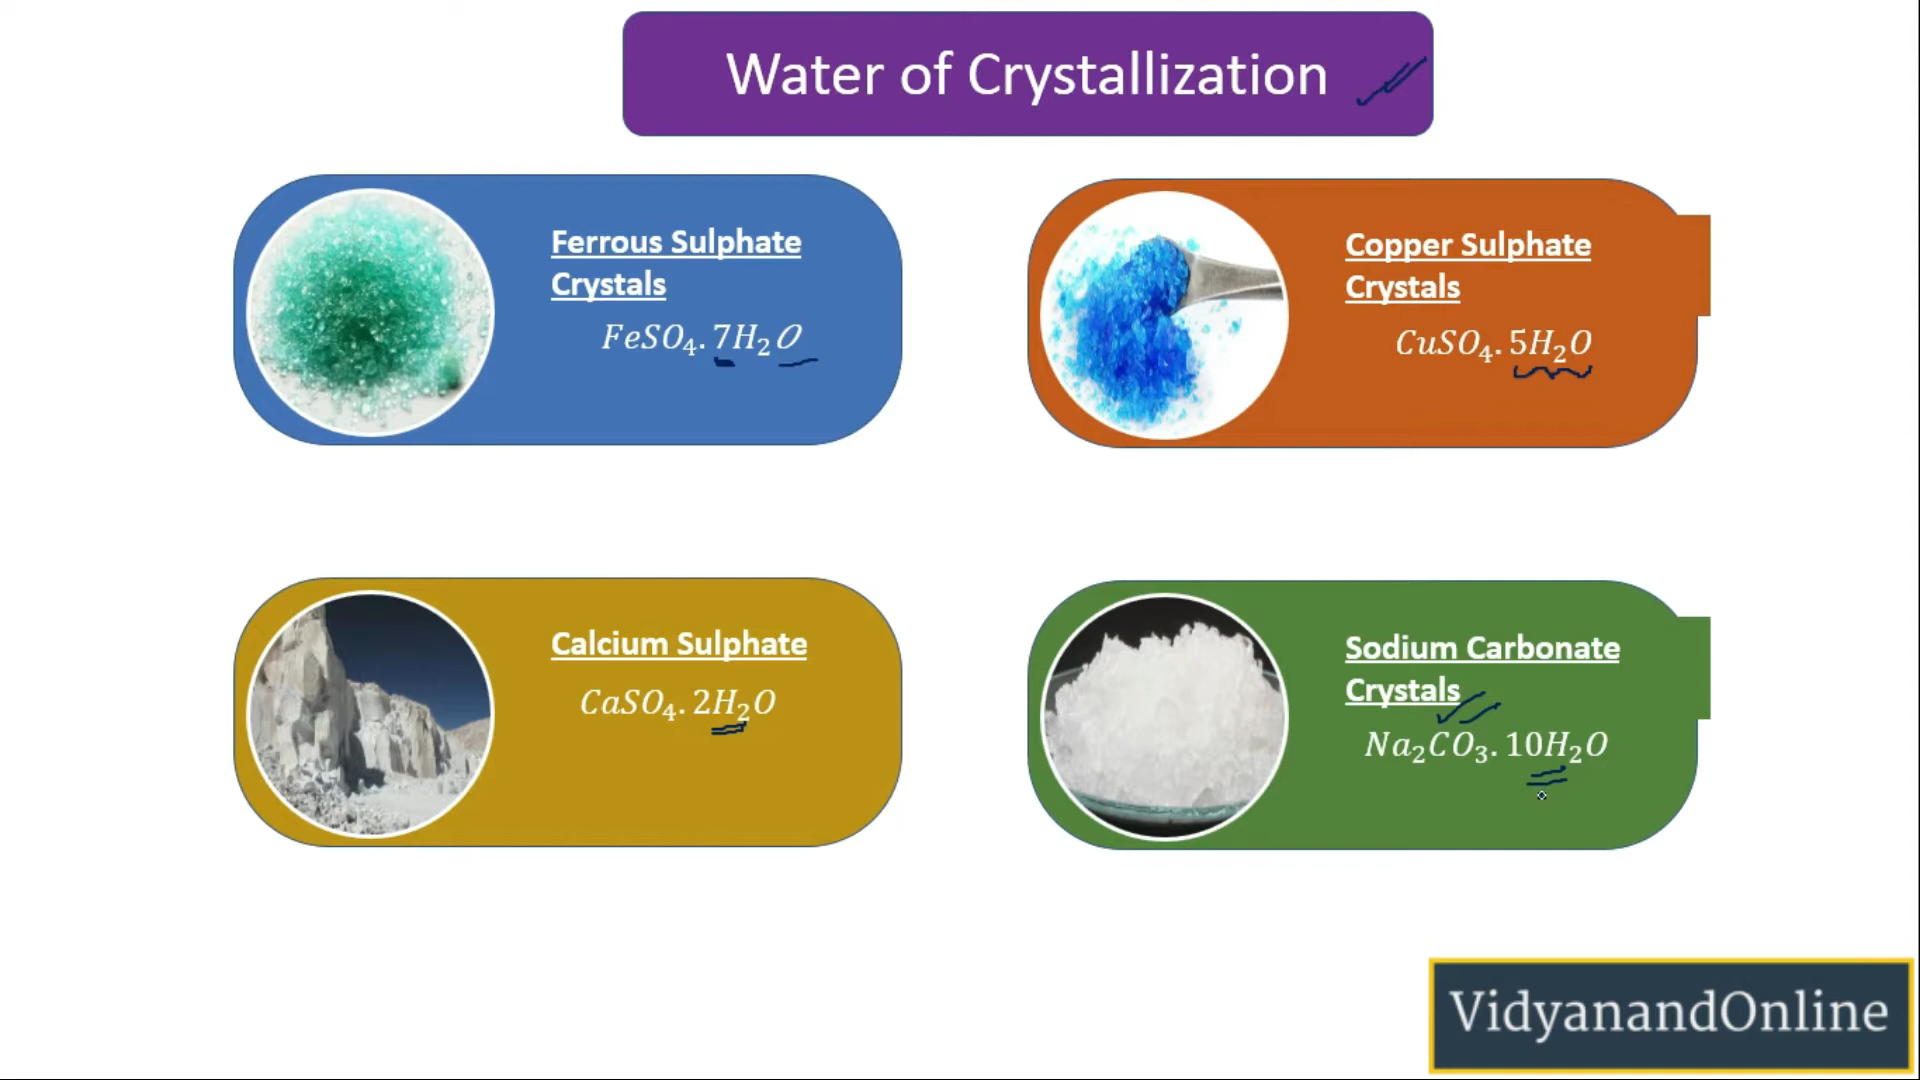 Water of Crystallization
Ferrous Sulphate
Crystals
FeSO₄.7H₂O
Copper Sulphate
Crystals
CuSO₄.5H₂O
Calcium Sulphate
CaSO₄.2H₂O
Sodium Carbonate
Crystals
Na₂CO₃.10H₂O
VidyanandOnline